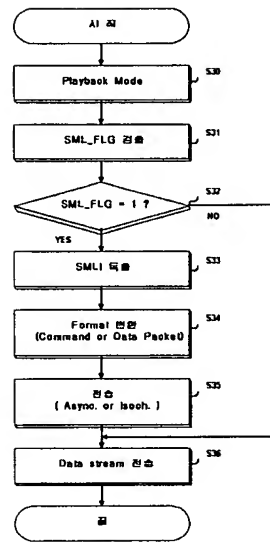 시 작
Playback Mode
S30
SML_FLG 검출
S31
SML_FLG = 1 ?
S32
NO
YES
SMLI 독출
S33
Format 변환
(Command or Data Packet)
S34
전송
( Async. or Isoch. )
S35
Data stream 전송
S36
끝